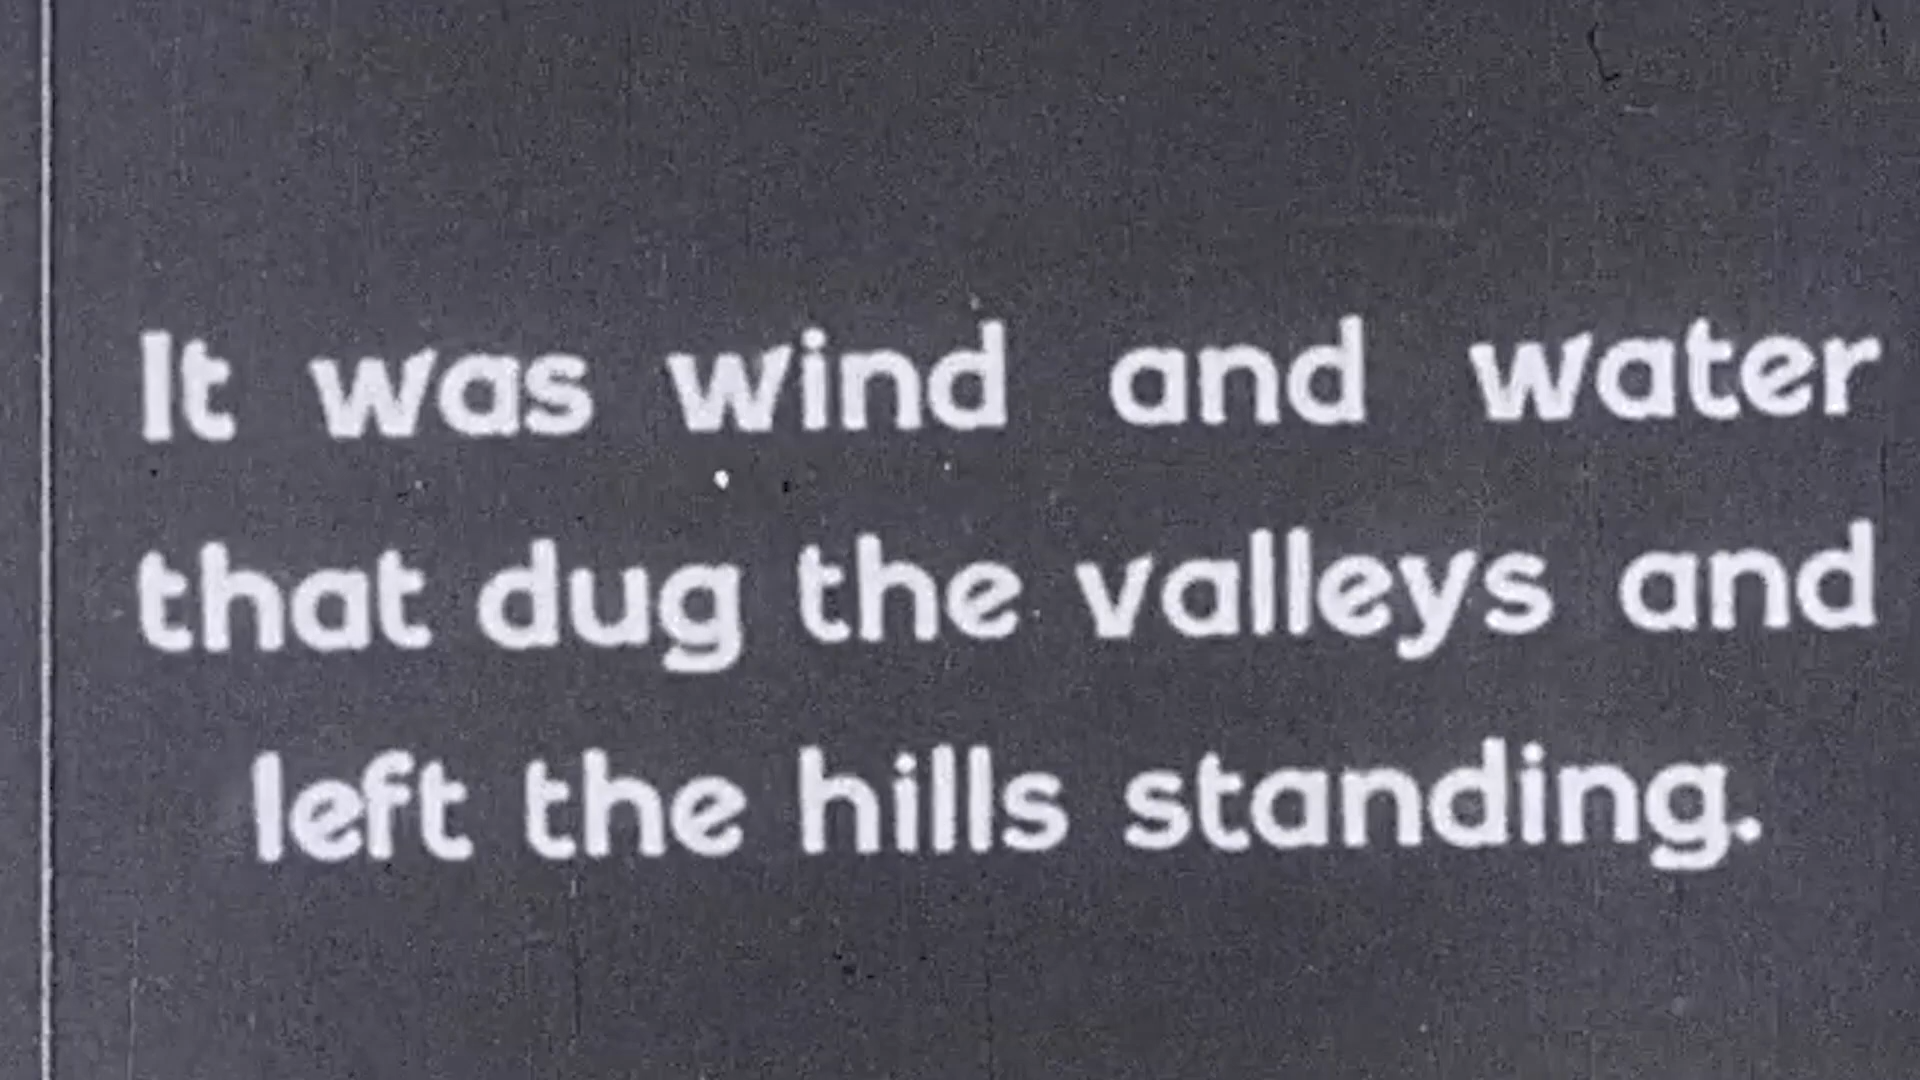 It was wind and water
that dug the valleys and
left the hills standing.